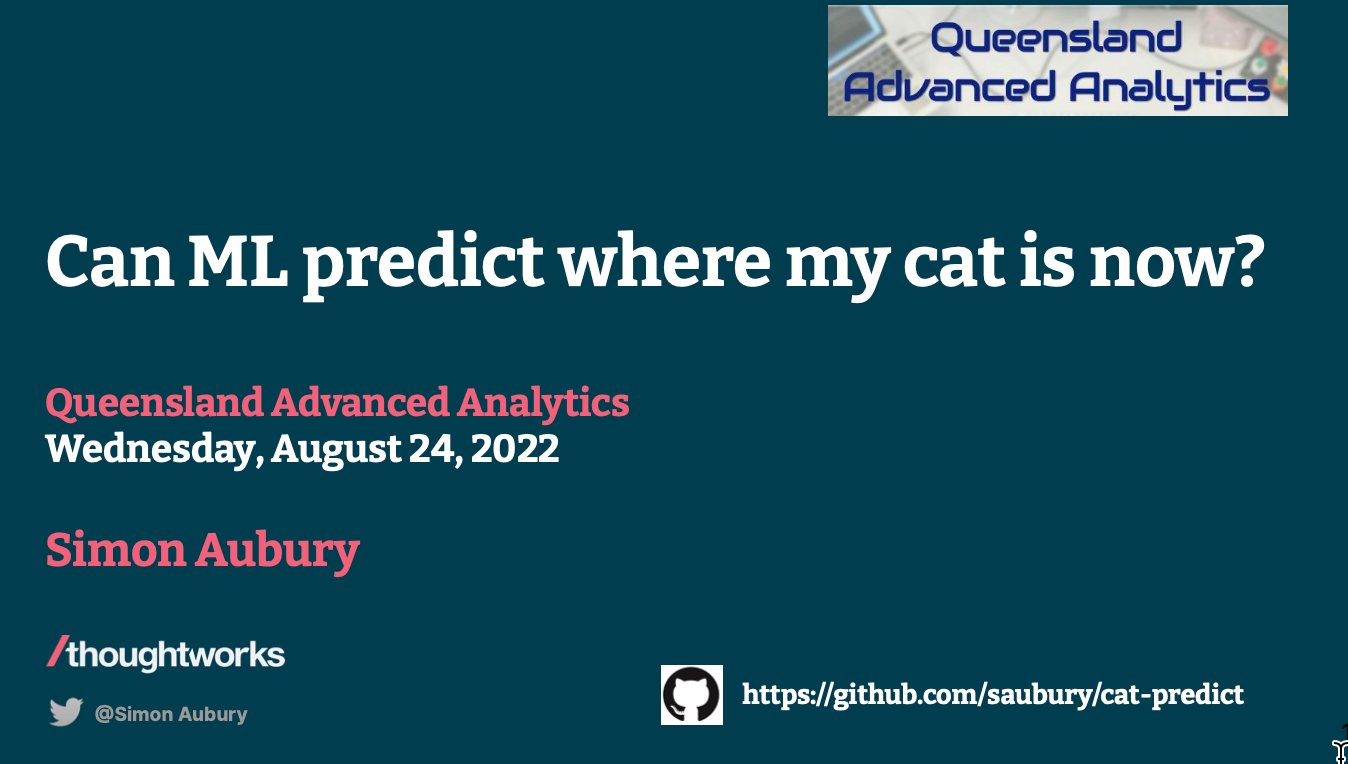 Queensland
Advanced Analytics
Can ML predict where my cat is now?
Queensland Advanced Analytics
Wednesday, August 24, 2022
Simon Aubury
/thoughtworks
@Simon Aubury
https://github.com/saubury/cat-predict